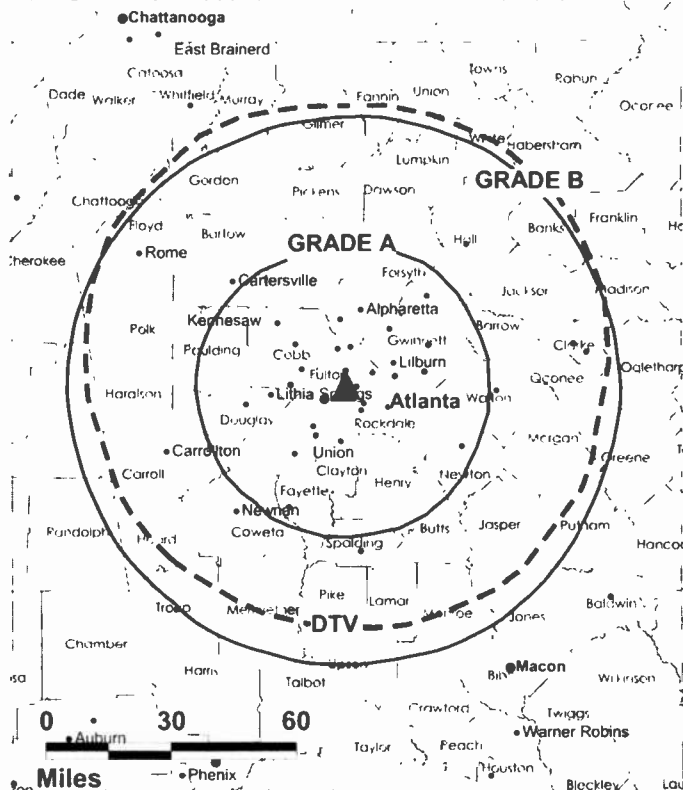 Chattanooga
East Brainerd
Catoosa
Towns
Rabun
Dade
Walker
Whitfield
Murray
Fannin
Union
Oconee
Gilmer
White
Habersham
Lumpkin
Gordon
Pickens
Dawson
GRADE B
Chattooga
Floyd
Franklin
Banks
Bartow
Hall
GRADE A
Rome
Cherokee
Forsyth
Cartersville
Jackson
Madison
Alpharetta
Kennesaw
Polk
Gwinnett
Barrow
Paulding
Cobb
Clarke
Lilburn
Fulton
Oconee
Oglethorp
Haralson
Lithia Springs
Atlanta
Walton
Douglas
Rockdale
Morgan
Carrollton
Union
Greene
Carroll
Clayton
Newton
Fayette
Henry
Newnan
Randolph
Heard
Coweta
Butts
Jasper
Putnam
Spalding
Hancoc
Pike
Lamar
Baldwin
Troup
Meriwether
Monroe
Jones
DTV
Chamber
Upson
Harris
Talbot
Macon
Bib
Wilkinson
Crawford
Twiggs
0 30 60
Auburn
Warner Robins
Taylor
Peach
Miles
Phenix
Houston
Bleckley
Lau